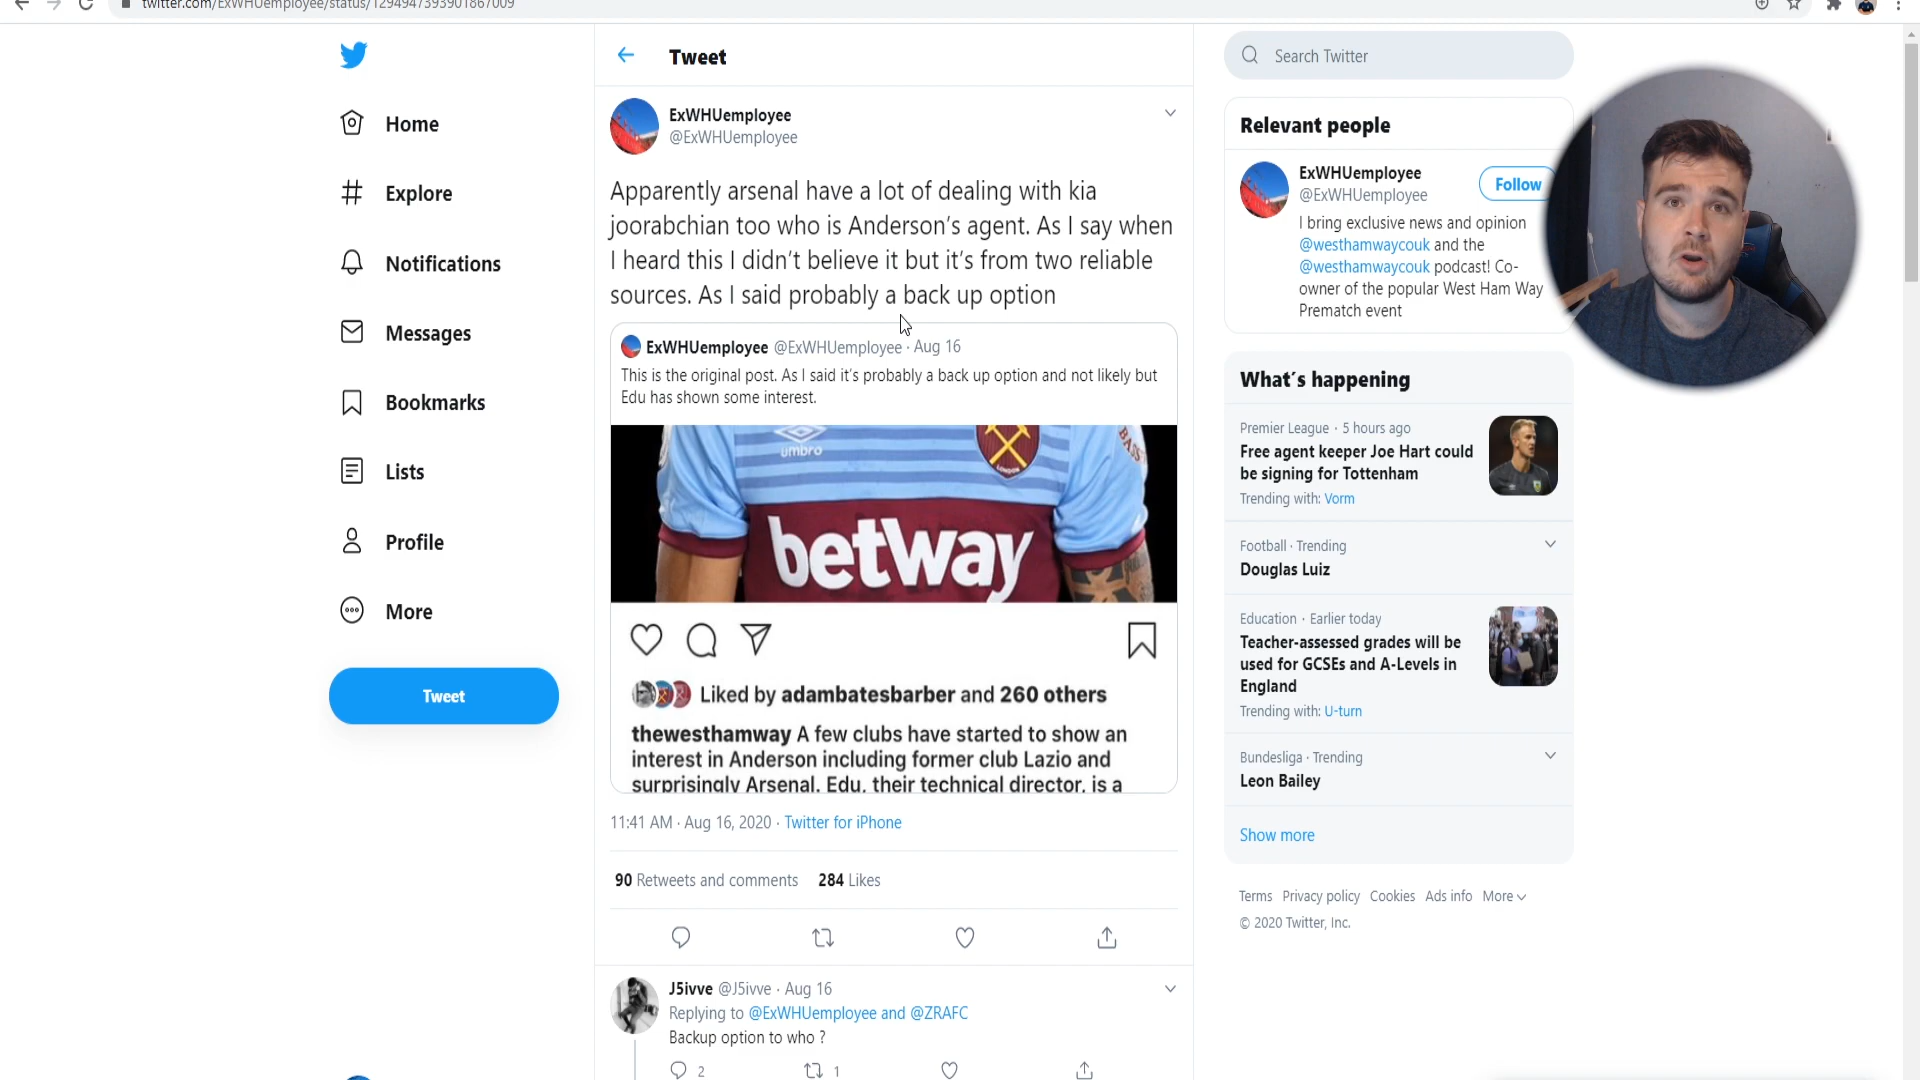 twitter.com/ExWHUemployee/status/1294947393901867009
Tweet
Search Twitter
Home
Explore
Notifications
Messages
Bookmarks
Lists
Profile
More
Tweet
ExWHUemployee
@ExWHUemployee
Apparently arsenal have a lot of dealing with kia
joorabchian too who is Anderson's agent. As I say when
I heard this I didn't believe it but it's from two reliable
sources. As I said probably a back up option
ExWHUemployee @ExWHUemployee · Aug 16
This is the original post. As I said it's probably a back up option and not likely but
Edu has shown some interest.
umbro
LONDON
betway
Liked by adambatesbarber and 260 others
thewesthamway A few clubs have started to show an
interest in Anderson including former club Lazio and
surprisingly Arsenal. Edu, their technical director, is a
11:41 AM · Aug 16, 2020 · Twitter for iPhone
90 Retweets and comments 284 Likes
J5ivve @J5ivve · Aug 16
Replying to @ExWHUemployee and @ZRAFC
Backup option to who ?
2 1
Relevant people
ExWHUemployee
@ExWHUemployee
Follow
I bring exclusive news and opinion
@westhamwaycouk and the
@westhamwaycouk podcast! Co-
owner of the popular West Ham Way
Prematch event
What's happening
Premier League · 5 hours ago
Free agent keeper Joe Hart could
be signing for Tottenham
Trending with: Vorm
Football · Trending
Douglas Luiz
Education · Earlier today
Teacher-assessed grades will be
used for GCSEs and A-Levels in
England
Trending with: U-turn
Bundesliga · Trending
Leon Bailey
Show more
Terms Privacy policy Cookies Ads info More
© 2020 Twitter, Inc.